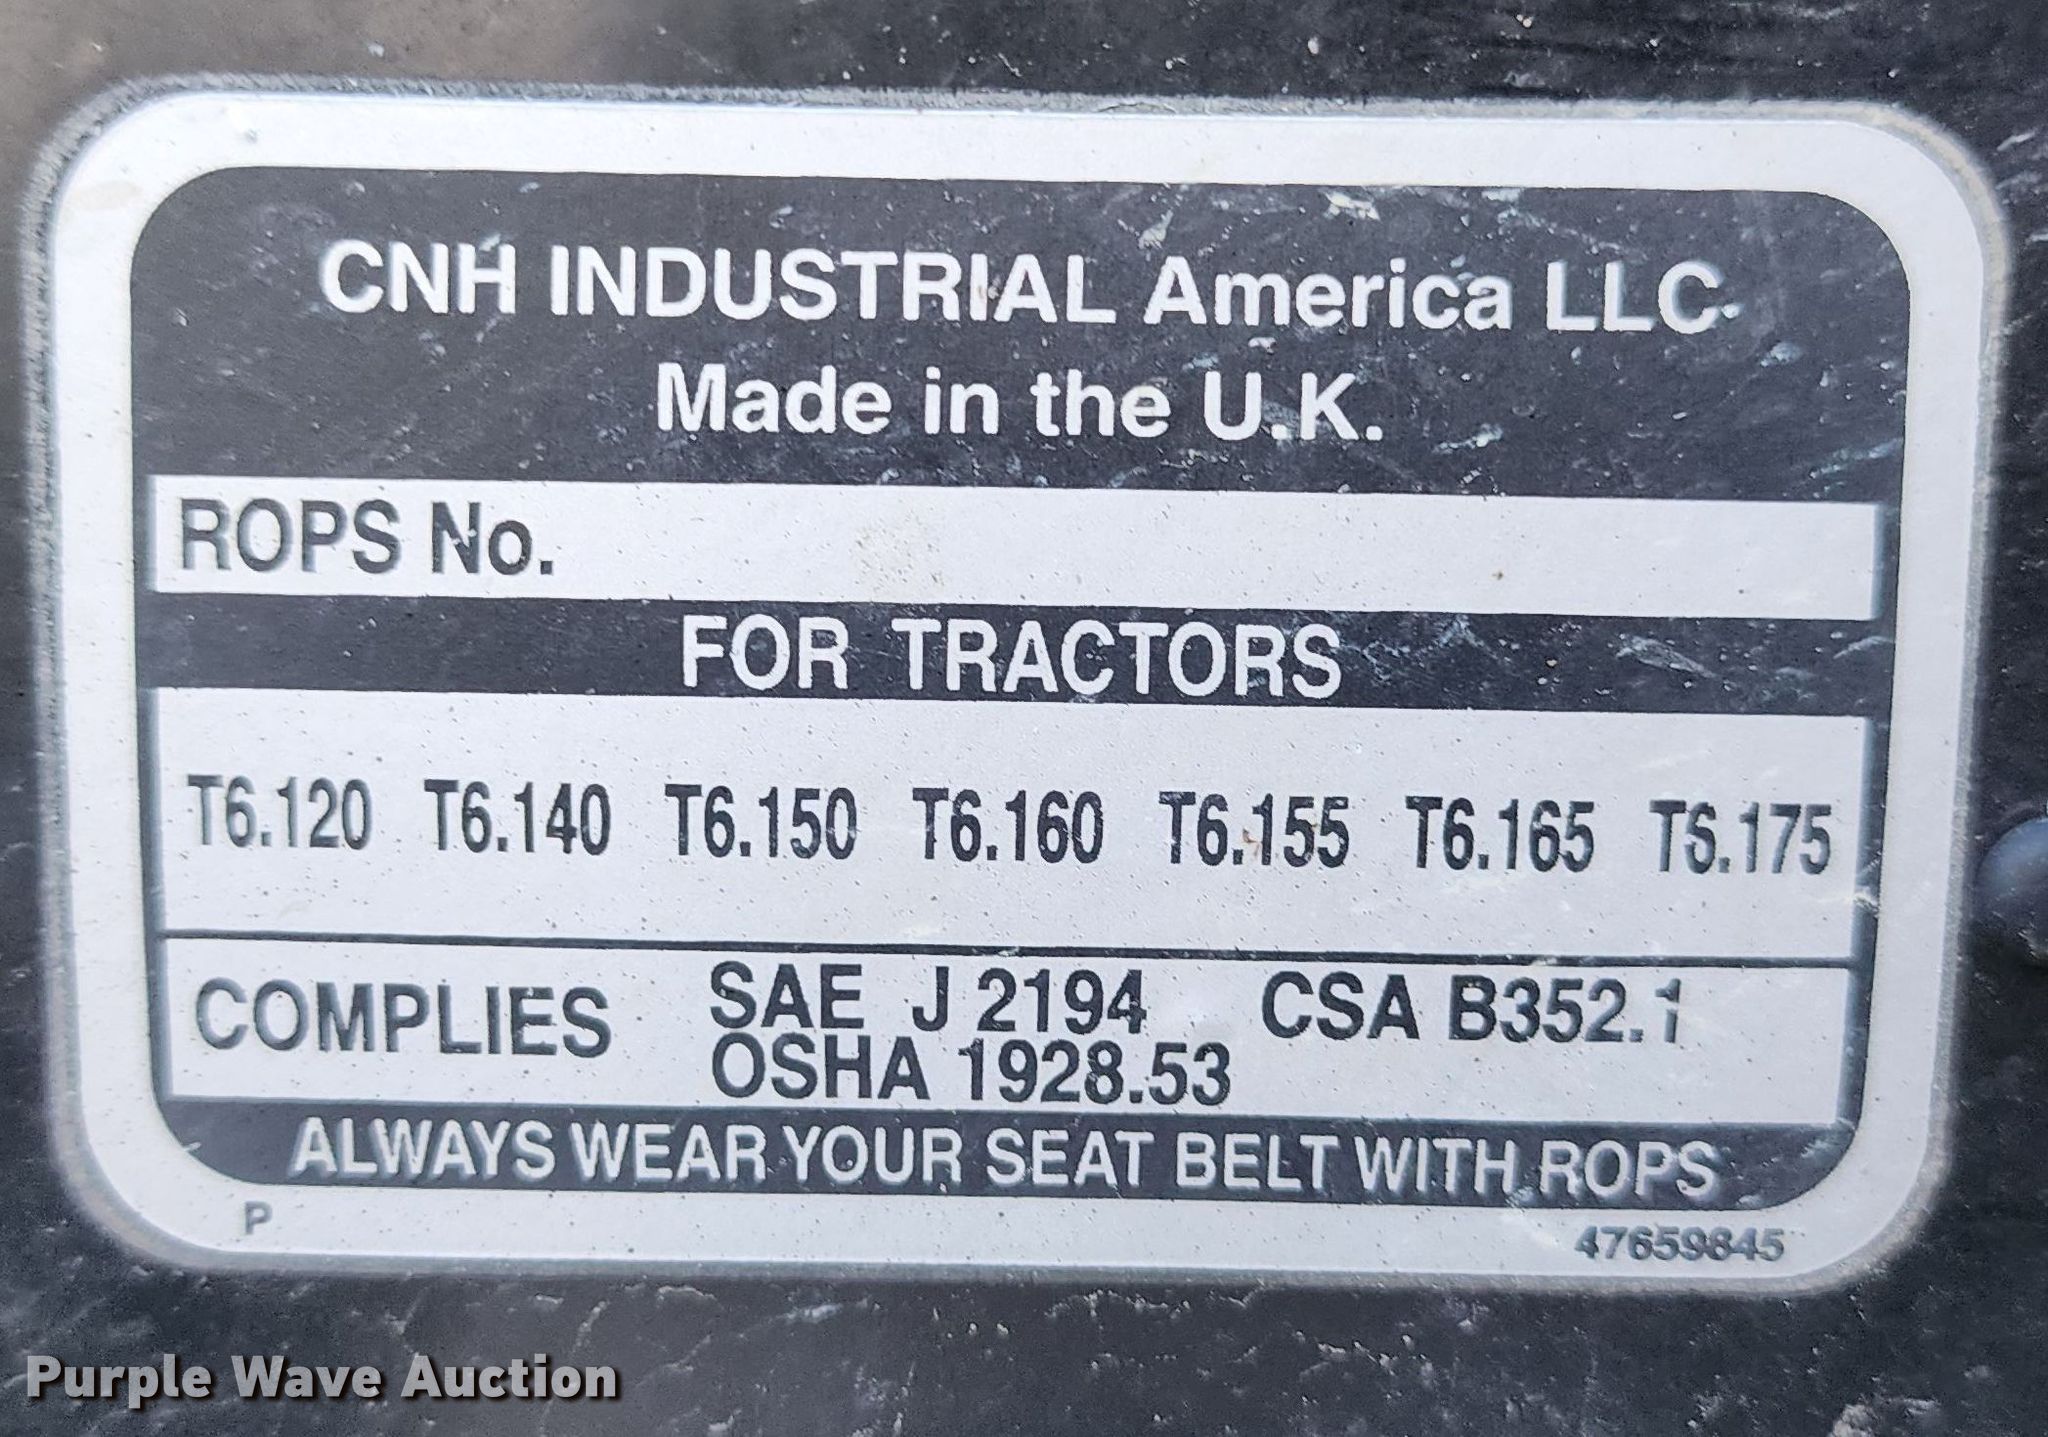 CNH INDUSTRIAL America LLC.
Made in the U.K.
ROPS No.
FOR TRACTORS
T6.120 T6.140 T6.150 T6.160 T6.155 T6.165 T6.175
COMPLIES SAE J 2194 CSA B352.1
OSHA 1928.53
ALWAYS WEAR YOUR SEAT BELT WITH ROPS
P 47659845
Purple Wave Auction